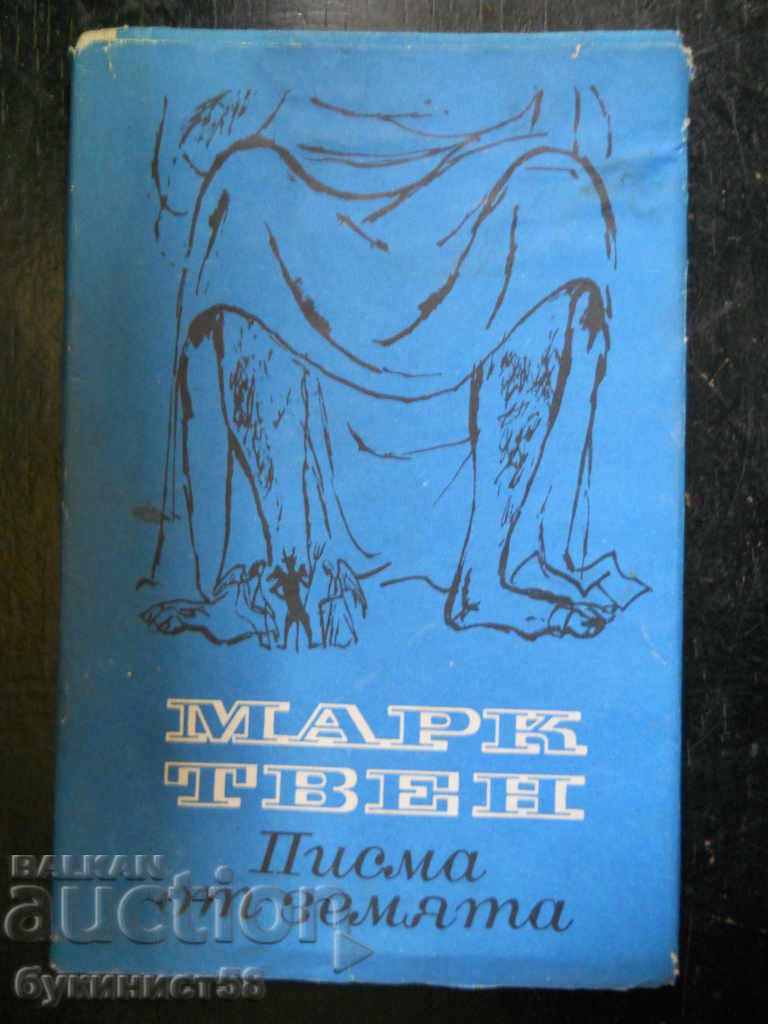 МАРК
ТВЕН
Писма
от земята
BALKAN
auction
букинист58